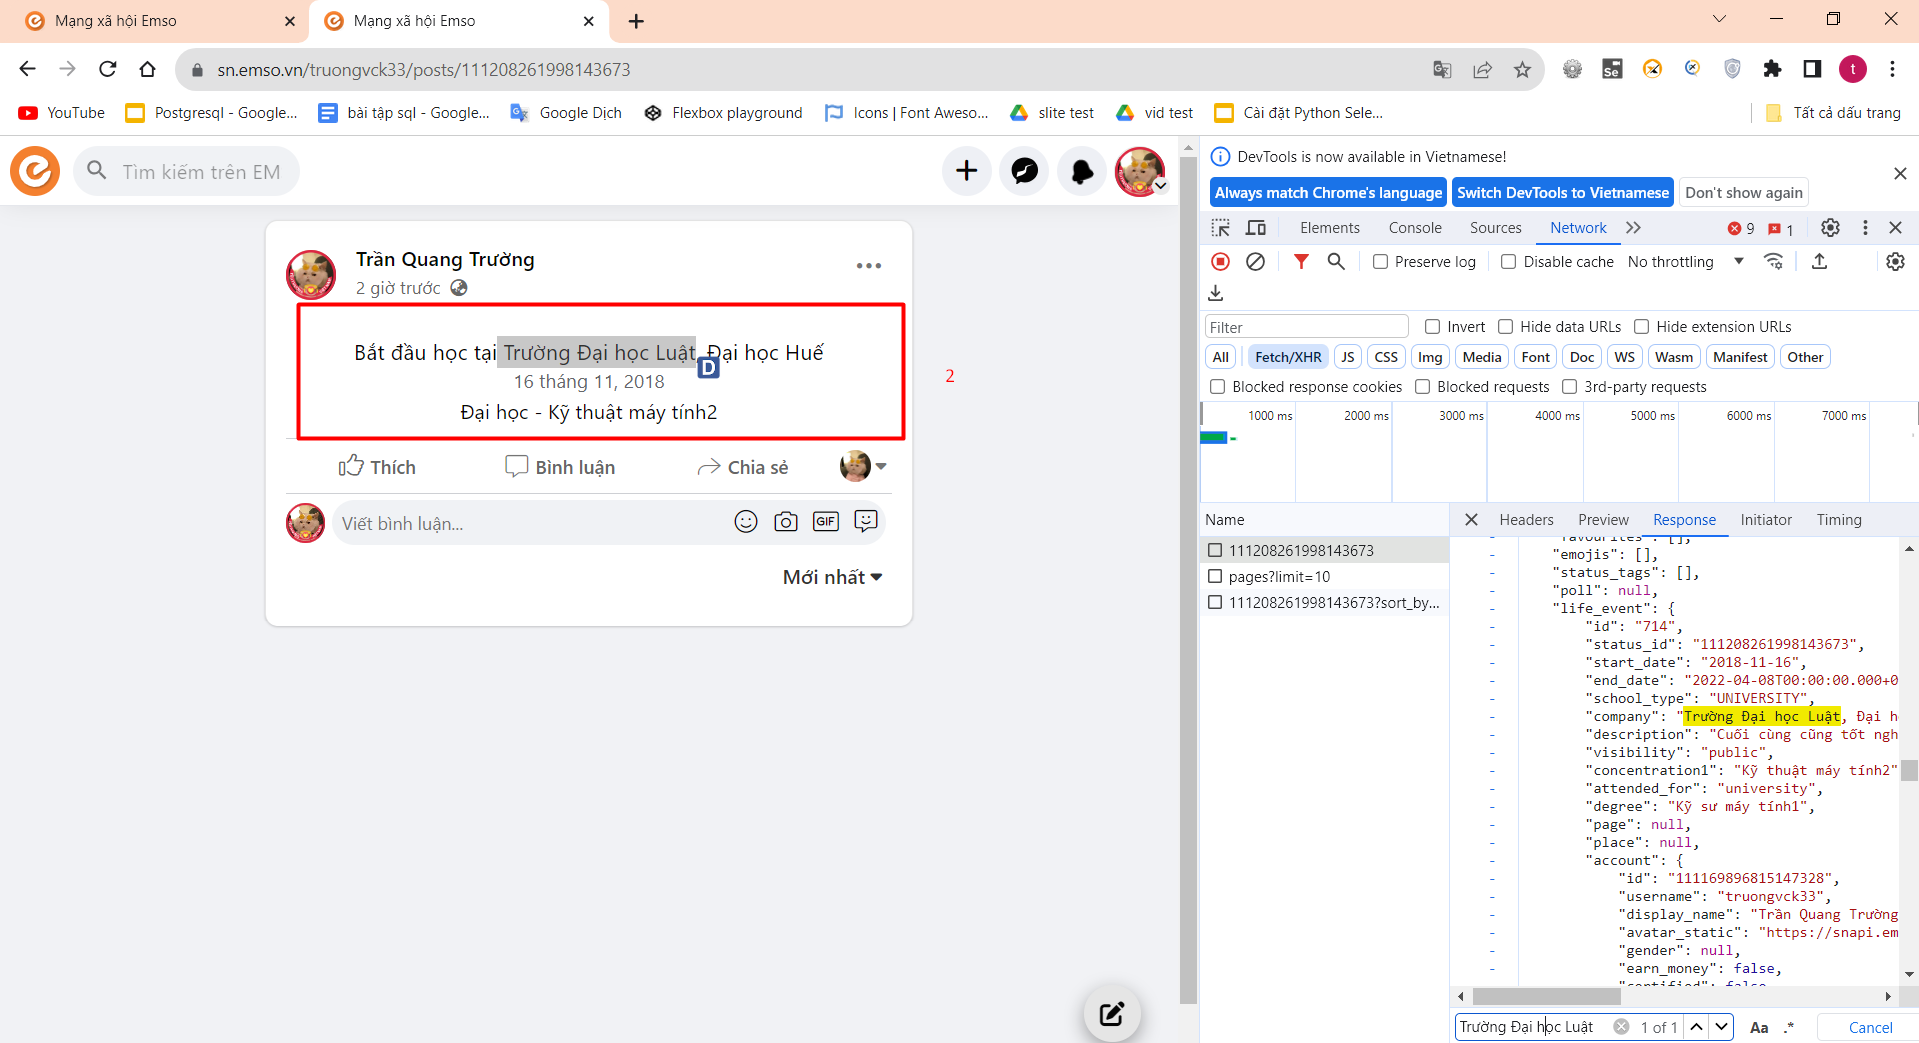 Mạng xã hội Emso
Mạng xã hội Emso
sn.emso.vn/truongvck33/posts/111208261998143673
Se
t
YouTube
Postgresql - Google...
bài tập sql - Google...
Google Dịch
Flexbox playground
Icons | Font Aweso...
slite test
vid test
Cài đặt Python Sele...
Tất cả dấu trang
Tìm kiếm trên EM
Trần Quang Trường
2 giờ trước
Bắt đầu học tại Trường Đại học Luật, Đại học Huế
D
16 tháng 11, 2018
Đại học - Kỹ thuật máy tính2
2
Thích
Bình luận
Chia sẻ
Viết bình luận...
GIF
Mới nhất
DevTools is now available in Vietnamese!
Always match Chrome's language
Switch DevTools to Vietnamese
Don't show again
Elements
Console
Sources
Network
9
1
Preserve log
Disable cache
No throttling
Filter
Invert
Hide data URLs
Hide extension URLs
All
Fetch/XHR
JS
CSS
Img
Media
Font
Doc
WS
Wasm
Manifest
Other
Blocked response cookies
Blocked requests
3rd-party requests
1000 ms
2000 ms
3000 ms
4000 ms
5000 ms
6000 ms
7000 ms
Name
Headers
Preview
Response
Initiator
Timing
111208261998143673
pages?limit=10
111208261998143673?sort_by...
"favourites": [],
"emojis": [],
"status_tags": [],
"poll": null,
"life_event": {
"id": "714",
"status_id": "111208261998143673",
"start_date": "2018-11-16",
"end_date": "2022-04-08T00:00:00.000+0
"school_type": "UNIVERSITY",
"company": "Trường Đại học Luật, Đại h
"description": "Cuối cùng cũng tốt ngh
"visibility": "public",
"concentration1": "Kỹ thuật máy tính2"
"attended_for": "university",
"degree": "Kỹ sư máy tính1",
"page": null,
"place": null,
"account": {
"id": "111169896815147328",
"username": "truongvck33",
"display_name": "Trần Quang Trường
"avatar_static": "https://snapi.em
"gender": null,
"earn_money": false,
"certified": false,
Trường Đại học Luật
1 of 1
Aa
.*
Cancel